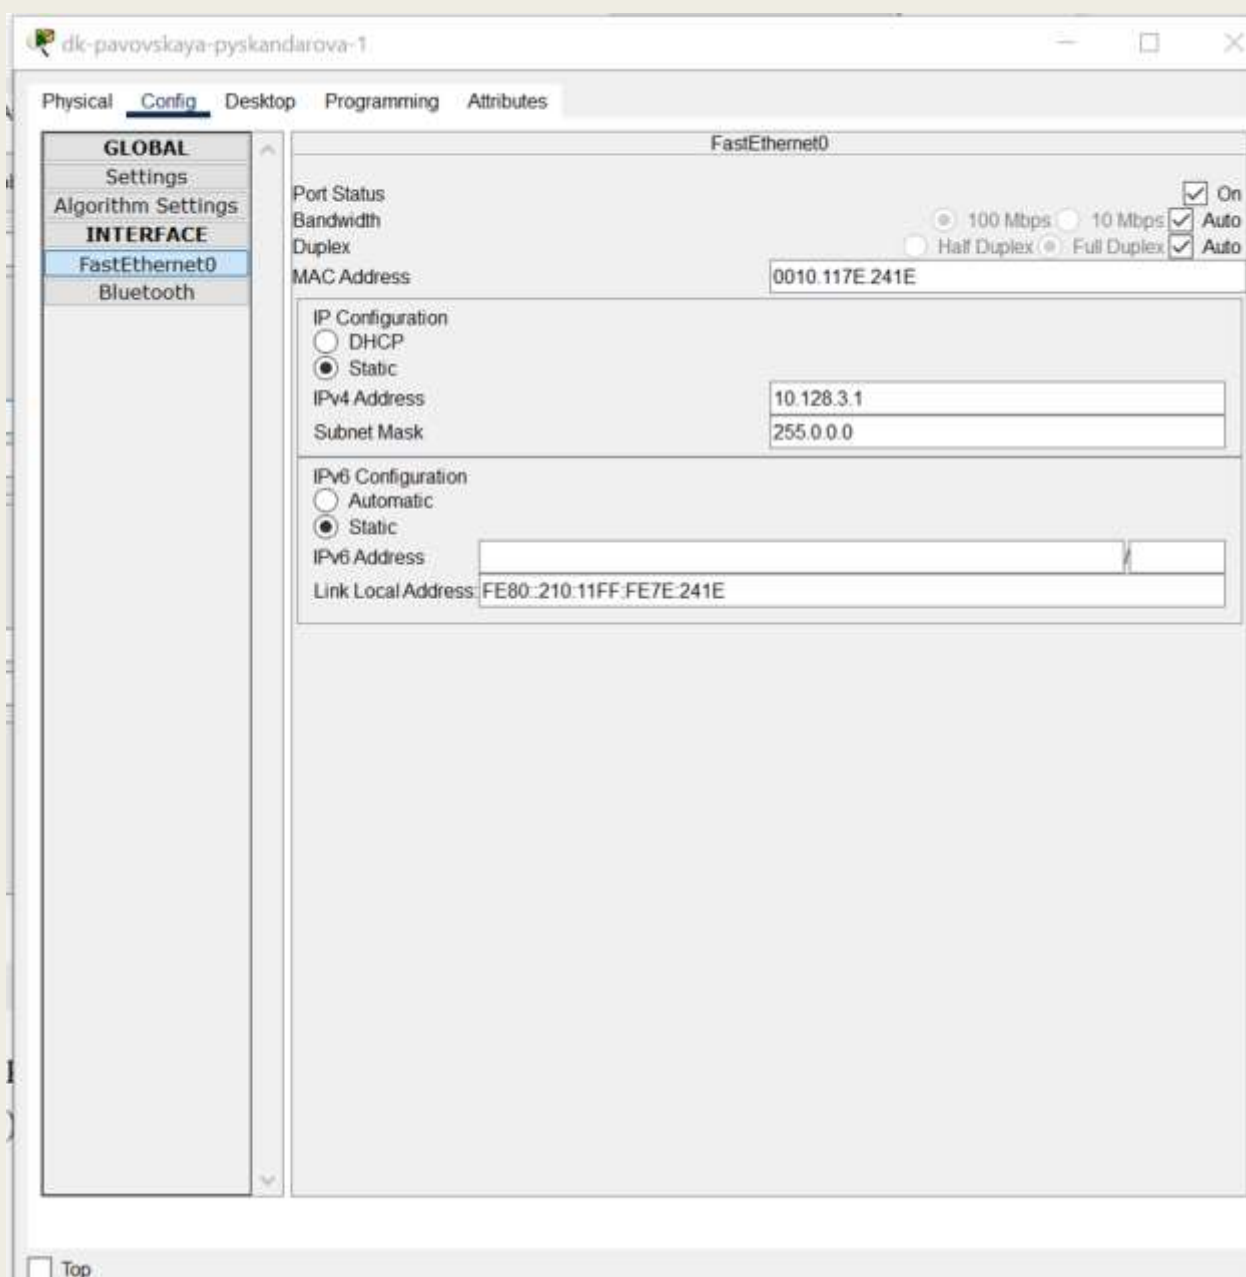 dk-pavovskaya-pyskandarova-1
Physical Config Desktop Programming Attributes
GLOBAL
Settings
Algorithm Settings
INTERFACE
FastEthernet0
Bluetooth
FastEthernet0
Port Status On
Bandwidth 100 Mbps 10 Mbps Auto
Duplex Half Duplex Full Duplex Auto
MAC Address 0010.117E.241E
IP Configuration
DHCP
Static
IPv4 Address 10.128.3.1
Subnet Mask 255.0.0.0
IPv6 Configuration
Automatic
Static
IPv6 Address /
Link Local Address: FE80::210:11FF:FE7E:241E
Top